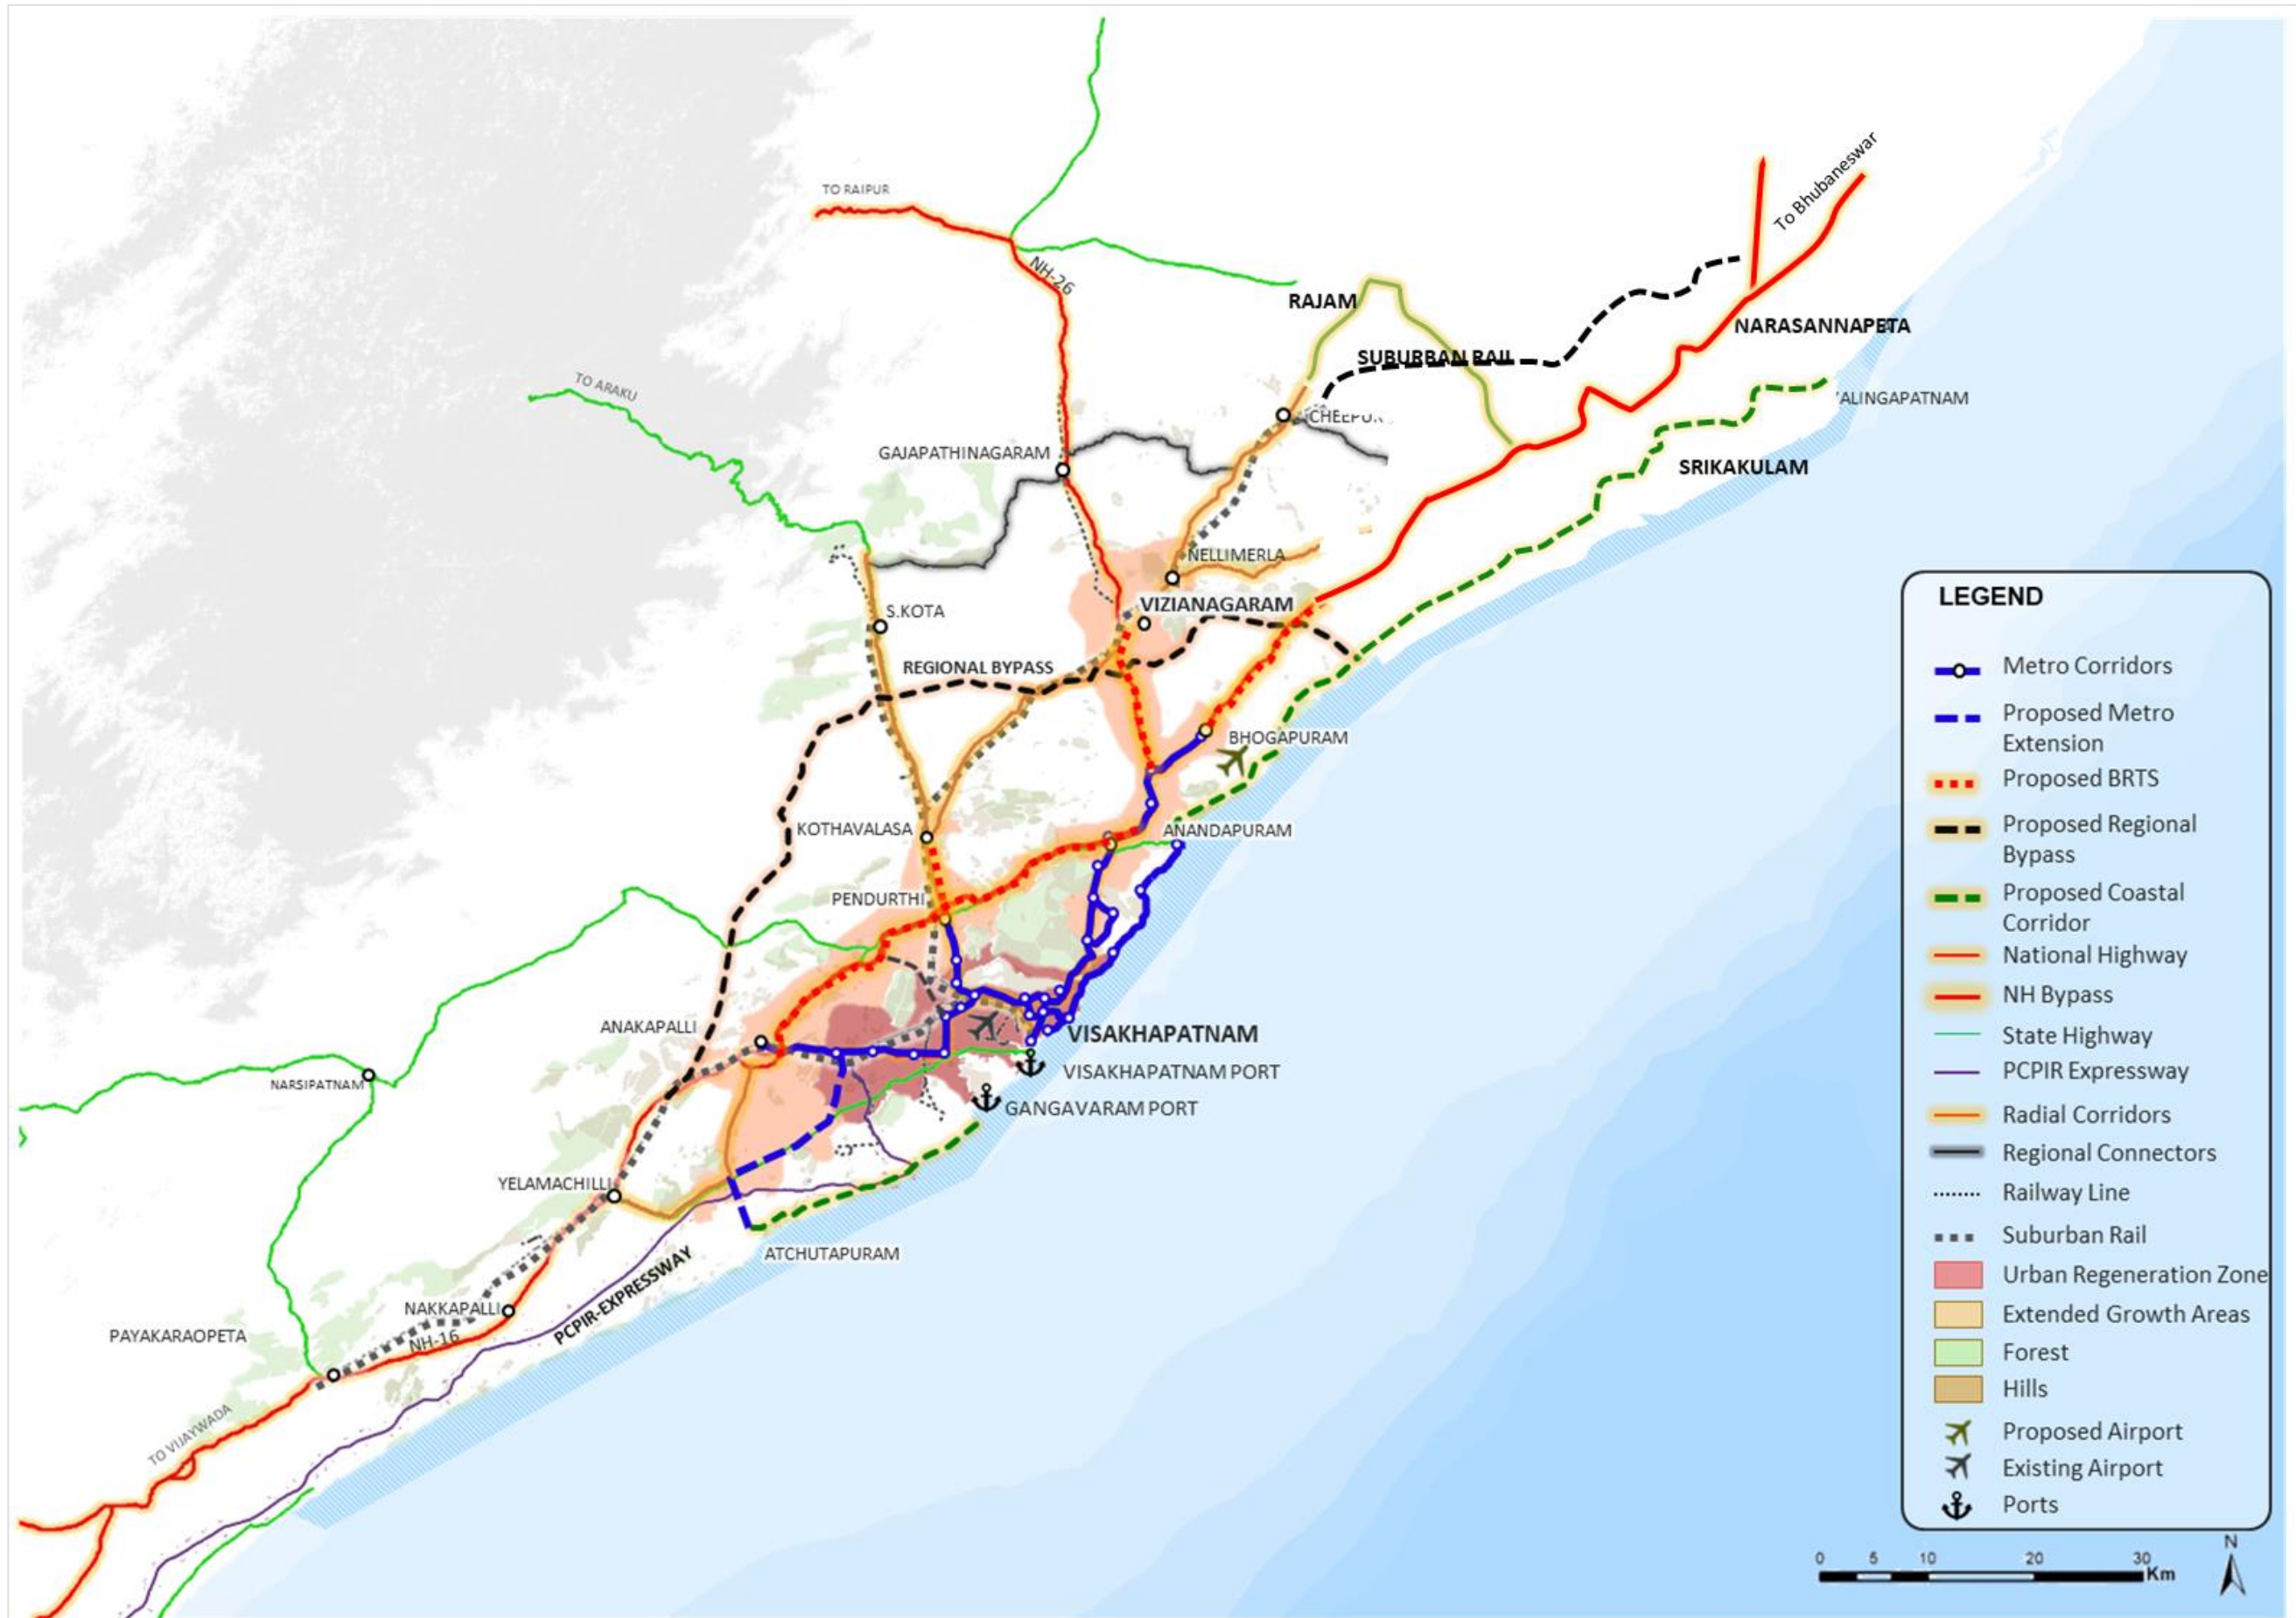 To Bhubaneswar
TO RAIPUR
NH-26
RAJAM
NARASANNAPETA
SUBURBAN RAIL
TO ARAKU
ALINGAPATNAM
GAJAPATHINAGARAM
SRIKAKULAM
NELLIMERLA
VIZIANAGARAM
S.KOTA
REGIONAL BYPASS
BHOGAPURAM
KOTHAVALASA
ANANDAPURAM
PENDURTHI
ANAKAPALLI
VISAKHAPATNAM
VISAKHAPATNAM PORT
NARSIPATNAM
GANGAVARAM PORT
YELAMACHILLI
ATCHUTAPURAM
PCPIR-EXPRESSWAY
NAKKAPALLI
PAYAKARAOPETA
NH-16
TO VIJAYWADA
LEGEND
Metro Corridors
Proposed Metro
Extension
Proposed BRTS
Proposed Regional
Bypass
Proposed Coastal
Corridor
National Highway
NH Bypass
State Highway
PCPIR Expressway
Radial Corridors
Regional Connectors
Railway Line
Suburban Rail
Urban Regeneration Zone
Extended Growth Areas
Forest
Hills
Proposed Airport
Existing Airport
Ports
0 5 10 20 30
Km
N